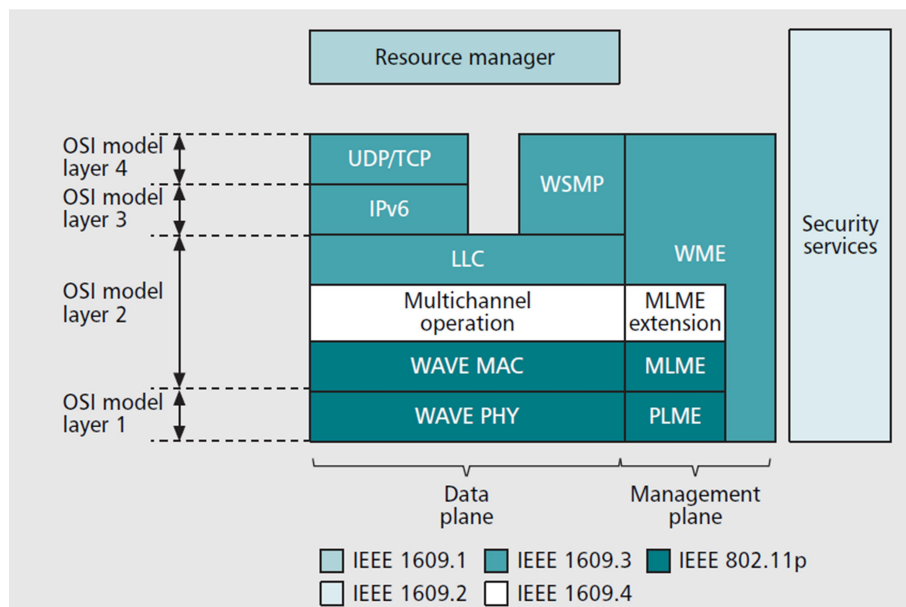 Resource manager
OSI model
layer 4
UDP/TCP
WSMP
OSI model
layer 3
IPv6
Security
services
LLC
WME
OSI model
layer 2
Multichannel
operation
MLME
extension
WAVE MAC
MLME
OSI model
layer 1
WAVE PHY
PLME
Data
plane
Management
plane
IEEE 1609.1
IEEE 1609.3
IEEE 802.11p
IEEE 1609.2
IEEE 1609.4